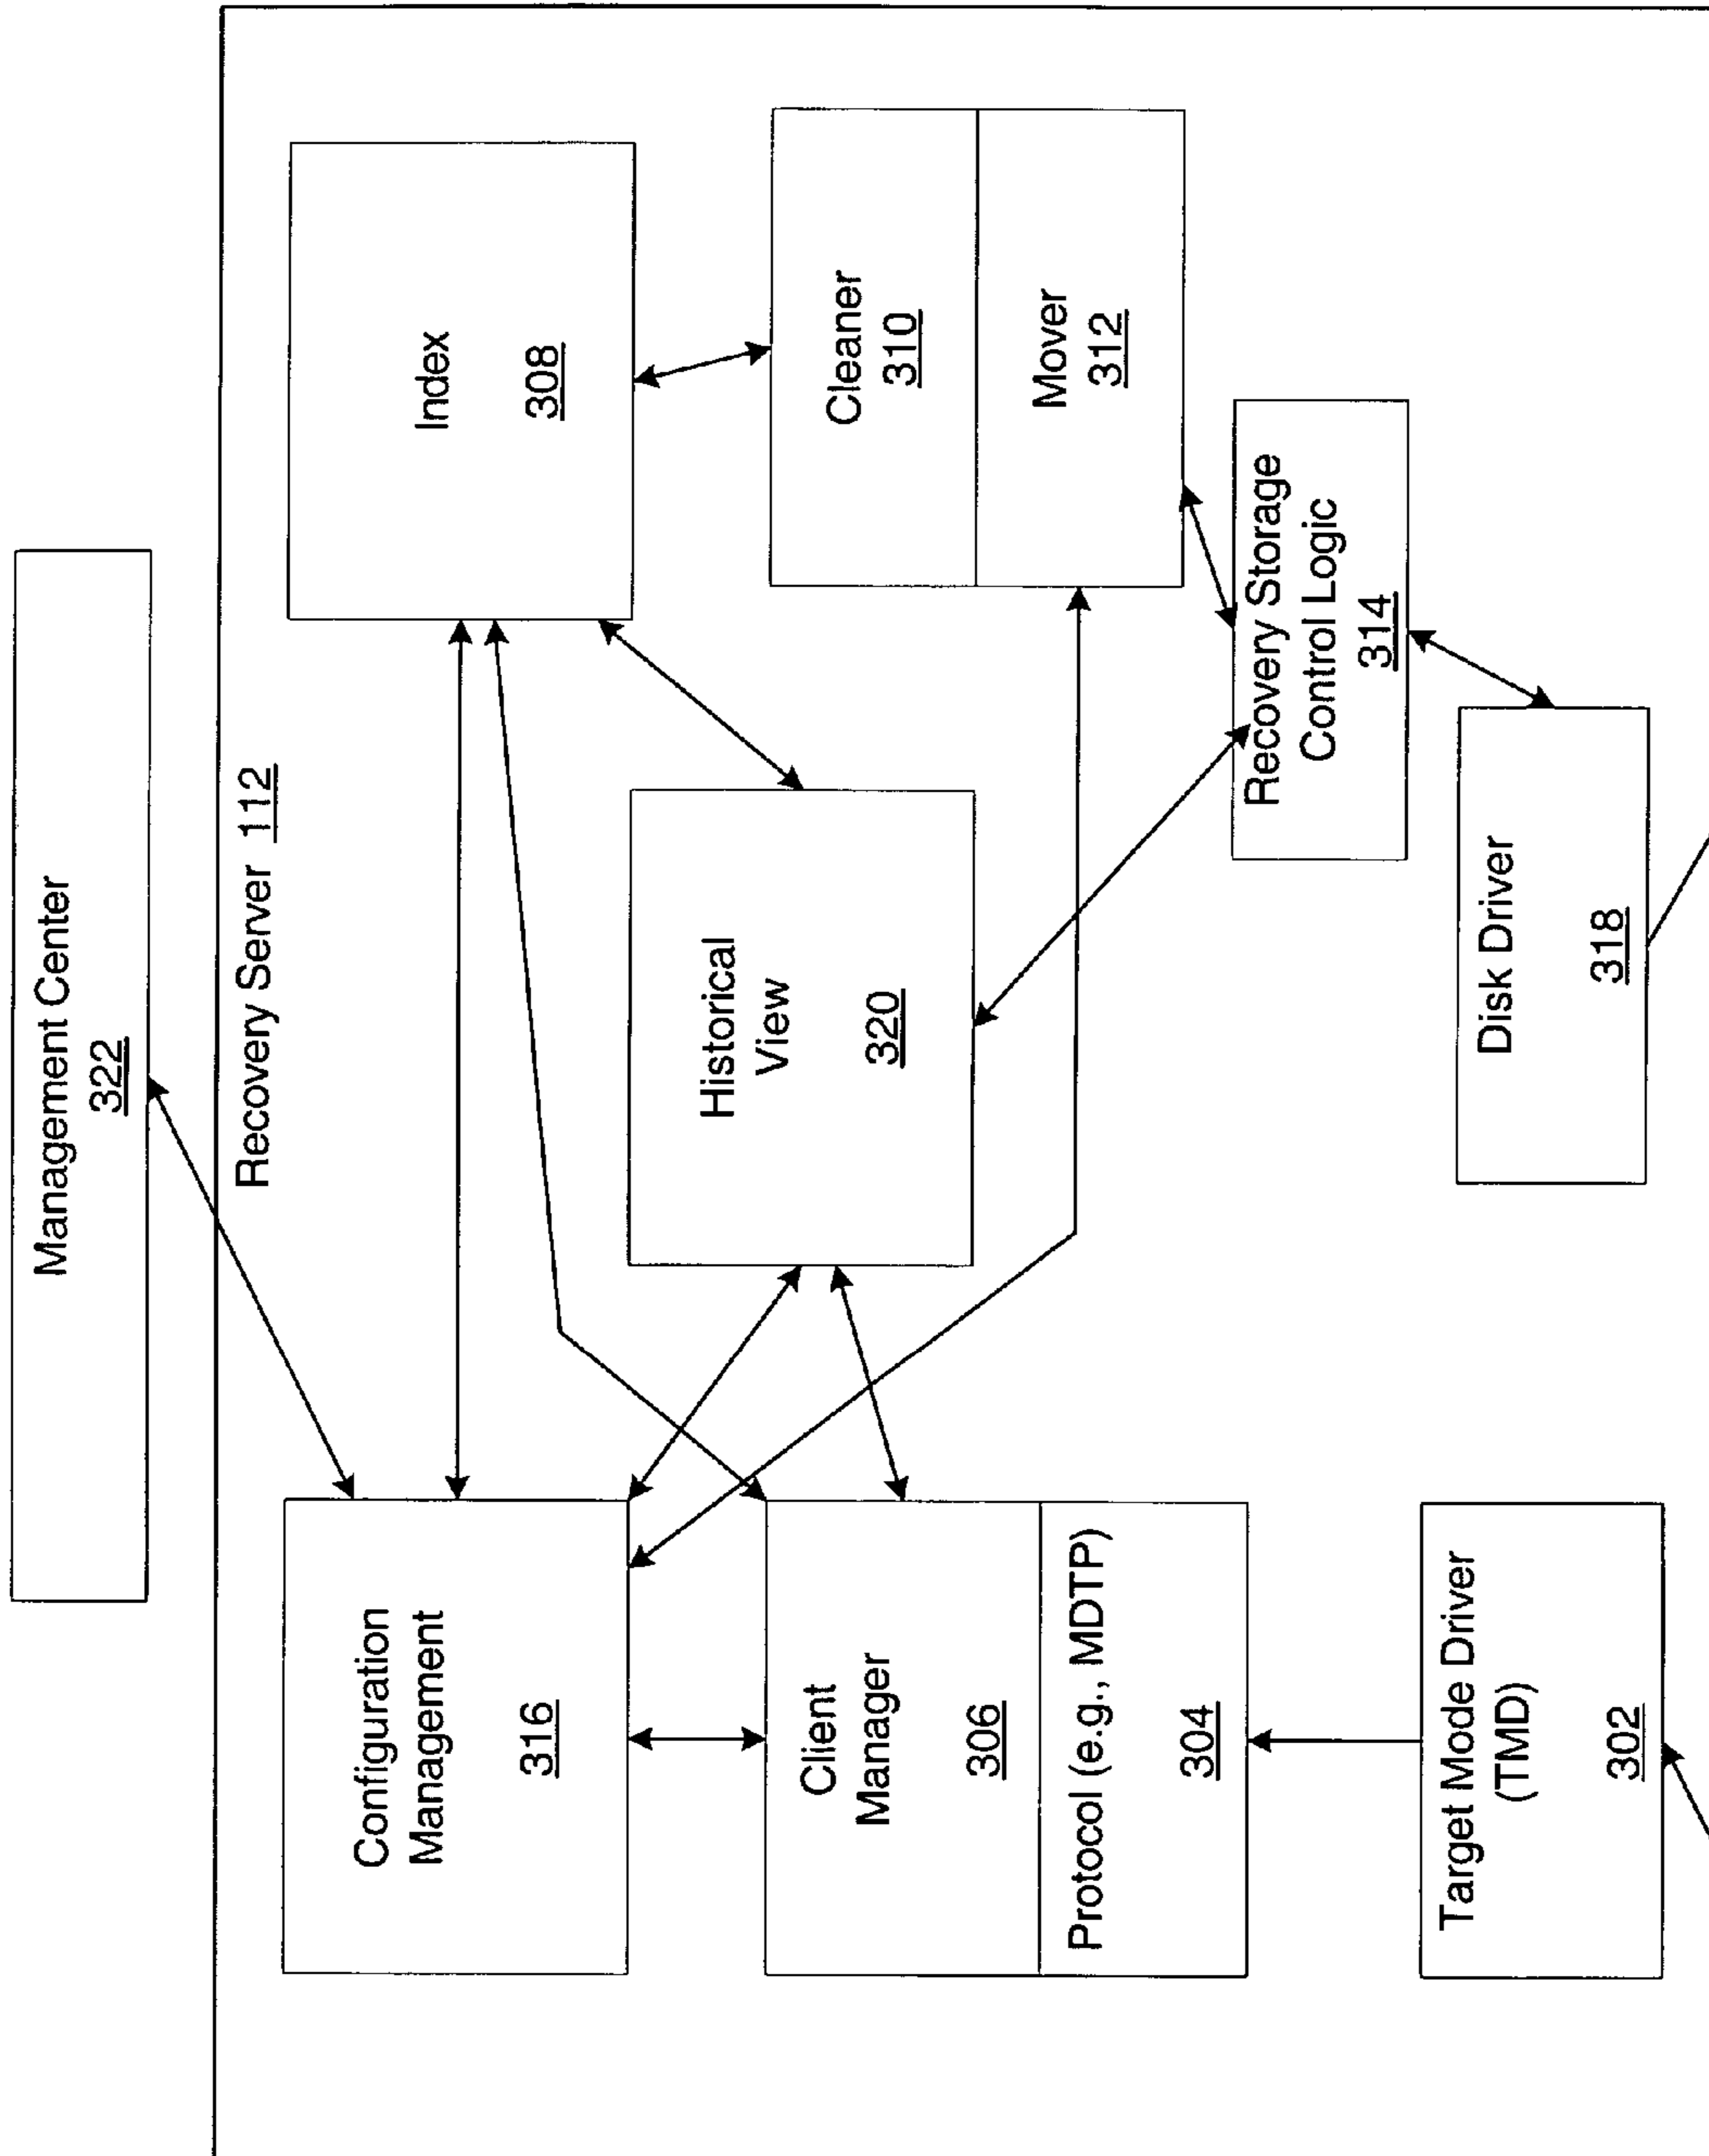 Management Center
322
Recovery Server 112
Configuration
Management
316
Index
308
Historical
View
320
Client
Manager
306
Cleaner
310
Protocol (e.g., MDTP)
304
Mover
312
Recovery Storage
Control Logic
314
Target Mode Driver
(TMD)
302
Disk Driver
318